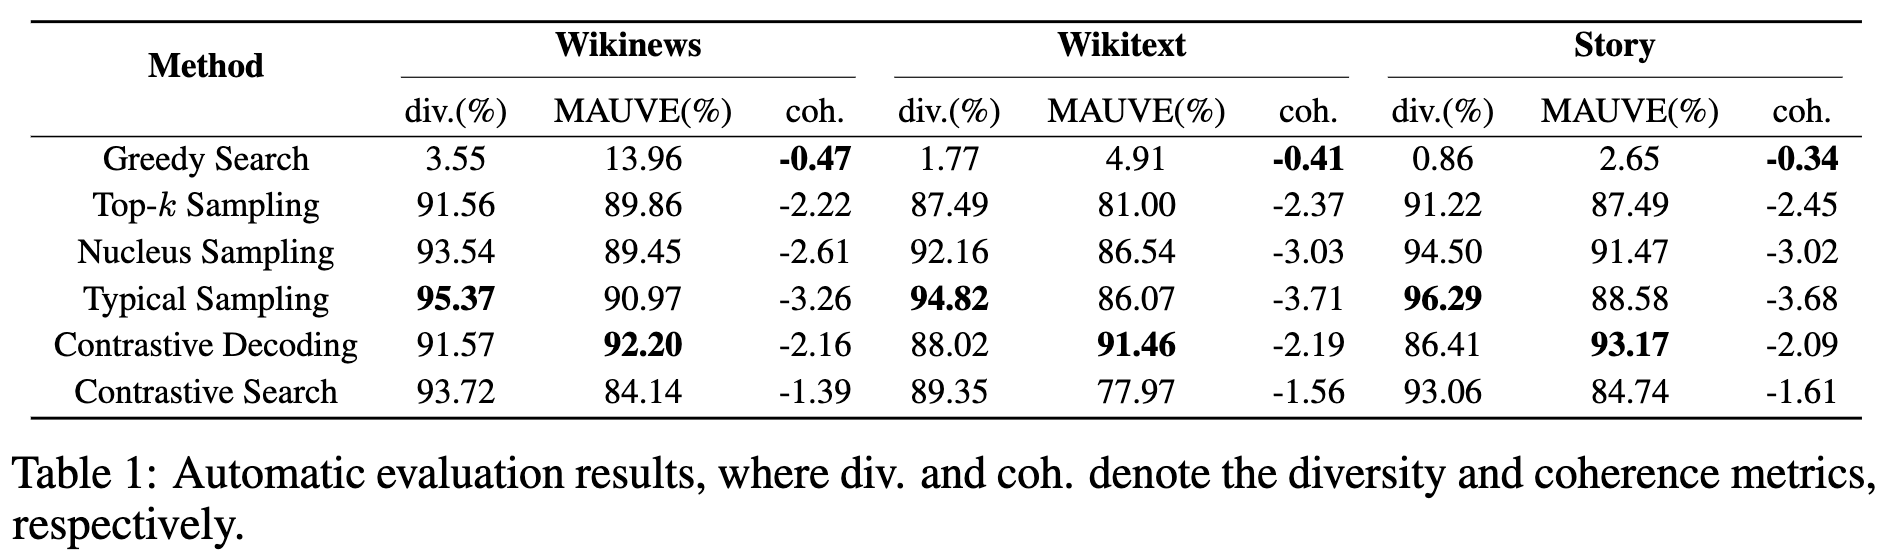 Method Wikinews Wikitext Story
div.(%) MAUVE(%) coh. div.(%) MAUVE(%) coh. div.(%) MAUVE(%) coh.
Greedy Search 3.55 13.96 -0.47 1.77 4.91 -0.41 0.86 2.65 -0.34
Top-k Sampling 91.56 89.86 -2.22 87.49 81.00 -2.37 91.22 87.49 -2.45
Nucleus Sampling 93.54 89.45 -2.61 92.16 86.54 -3.03 94.50 91.47 -3.02
Typical Sampling 95.37 90.97 -3.26 94.82 86.07 -3.71 96.29 88.58 -3.68
Contrastive Decoding 91.57 92.20 -2.16 88.02 91.46 -2.19 86.41 93.17 -2.09
Contrastive Search 93.72 84.14 -1.39 89.35 77.97 -1.56 93.06 84.74 -1.61
Table 1: Automatic evaluation results, where div. and coh. denote the diversity and coherence metrics,
respectively.